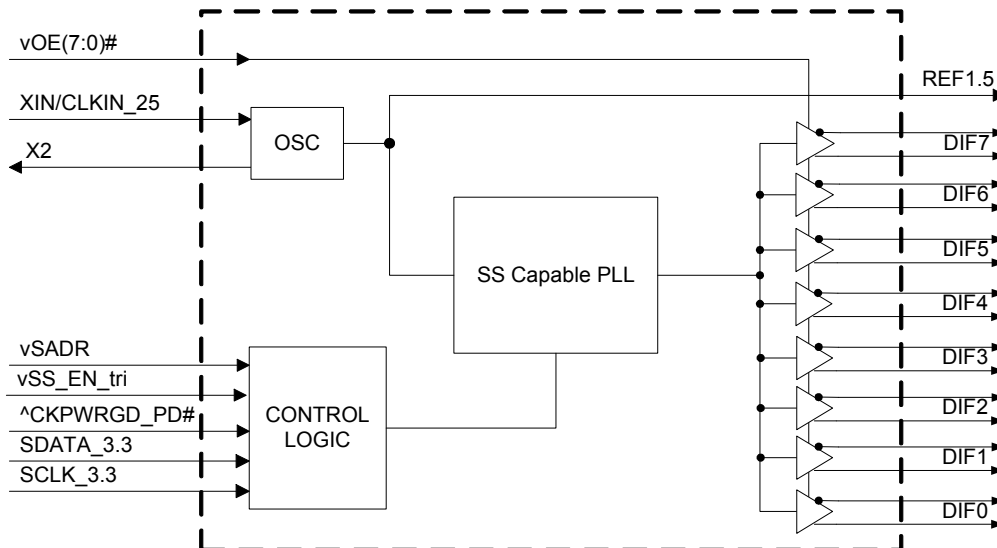 vOE(7:0)#
REF1.5
XIN/CLKIN_25
OSC
X2
DIF7
DIF6
DIF5
SS Capable PLL
DIF4
vSADR
DIF3
vSS_EN_tri
^CKPWRGD_PD#
CONTROL
LOGIC
DIF2
SDATA_3.3
DIF1
SCLK_3.3
DIF0